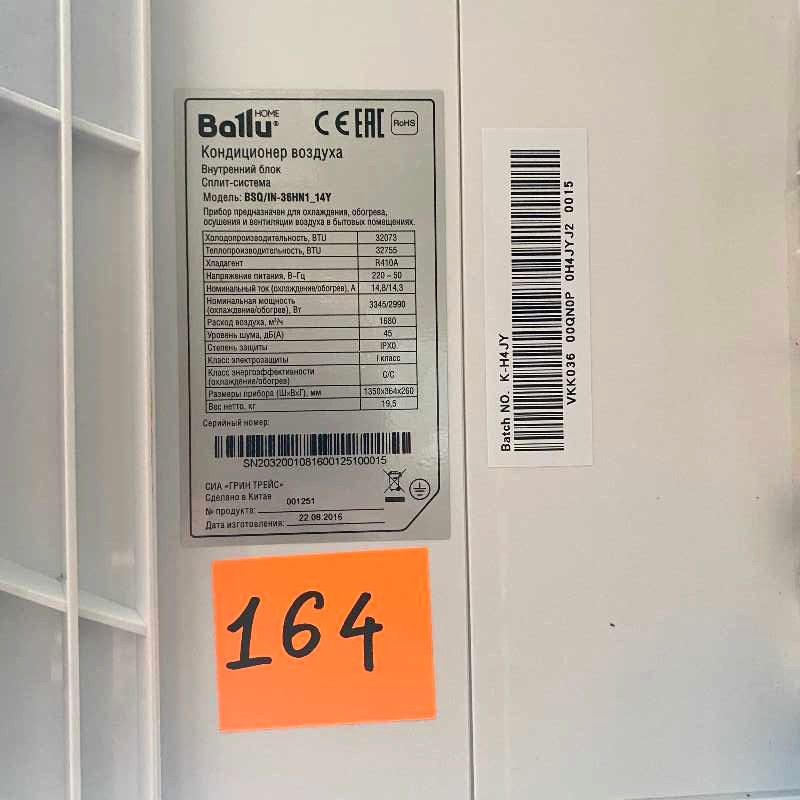 Ballu® HOME CE EAC RoHS
Кондиционер воздуха
Внутренний блок
Сплит-система
Модель: BSQ/IN-36HN1_14Y
Прибор предназначен для охлаждения, обогрева,
осушения и вентиляции воздуха в бытовых помещениях.
Холодопроизводительность, BTU 32073
Теплопроизводительность, BTU 32755
Хладагент R410A
Напряжение питания, В~Гц 220 ~ 50
Номинальный ток (охлаждение/обогрев), А 14,8/14,3
Номинальная мощность
(охлаждение/обогрев), Вт 3345/2990
Расход воздуха, м³/ч 1680
Уровень шума, дБ(А) 45
Степень защиты IPX0
Класс электрозащиты I класс
Класс энергоэффективности
(охлаждение/обогрев) C/C
Размеры прибора (ШхВхГ), мм 1350x364x260
Вес нетто, кг 19,5
Серийный номер:
SN2032001081600125100015
СИА «ГРИН ТРЕЙС»
Сделано в Китае
№ продукта: 001251
Дата изготовления: 22.08.2016
164
Batch NO. K-H4JY
VKK036 00QN0P 0H4JYJ2 0015